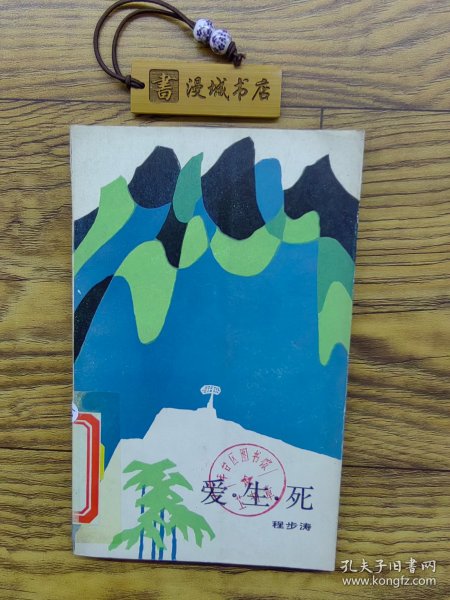 書 漫城书店
爱·生·死
程步涛
孔夫子旧书网
www.kongfz.com